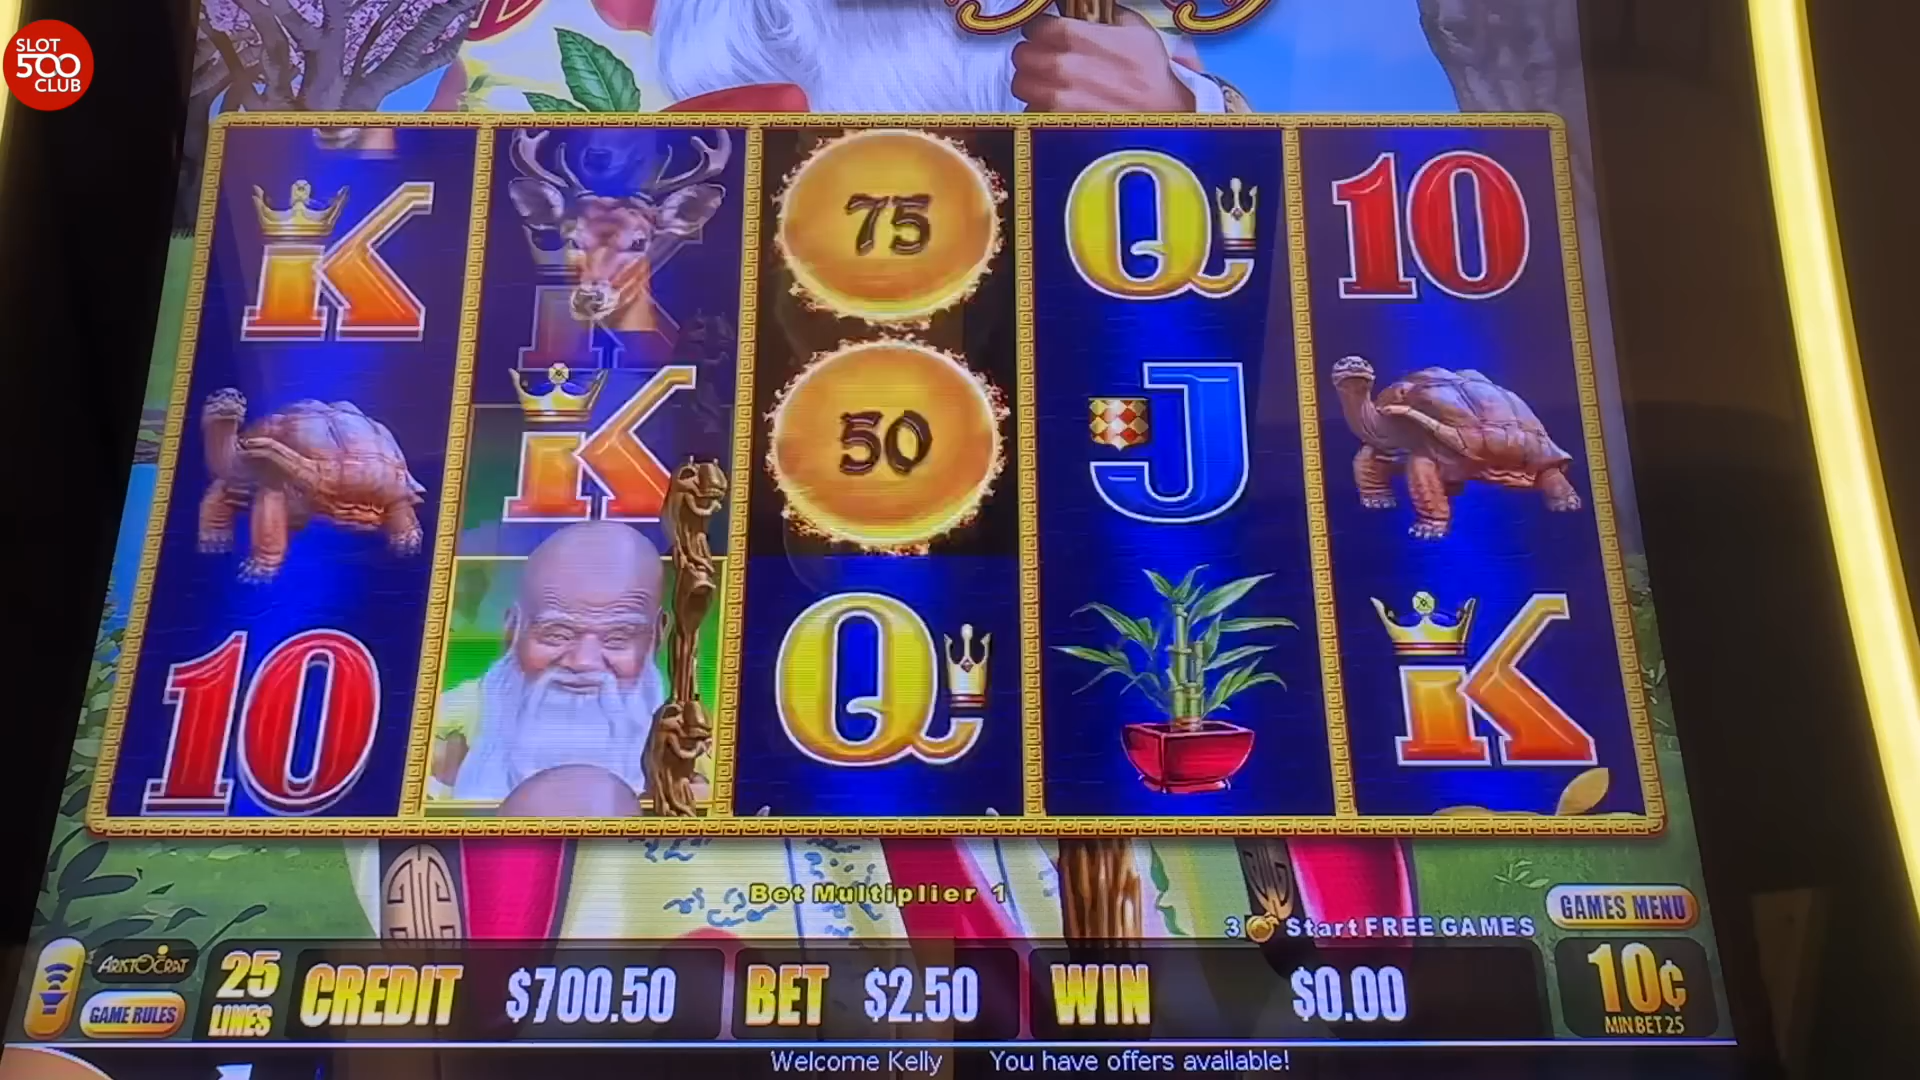 SLOT
500
CLUB
K
75
Q
10
K
50
J
10
Q
K
Bet Multiplier 1
3 Start FREE GAMES
GAMES MENU
ARISTOCRAT
GAME RULES
25
LINES
CREDIT $700.50
BET $2.50
WIN $0.00
10¢
MIN BET 25
Welcome Kelly You have offers available!